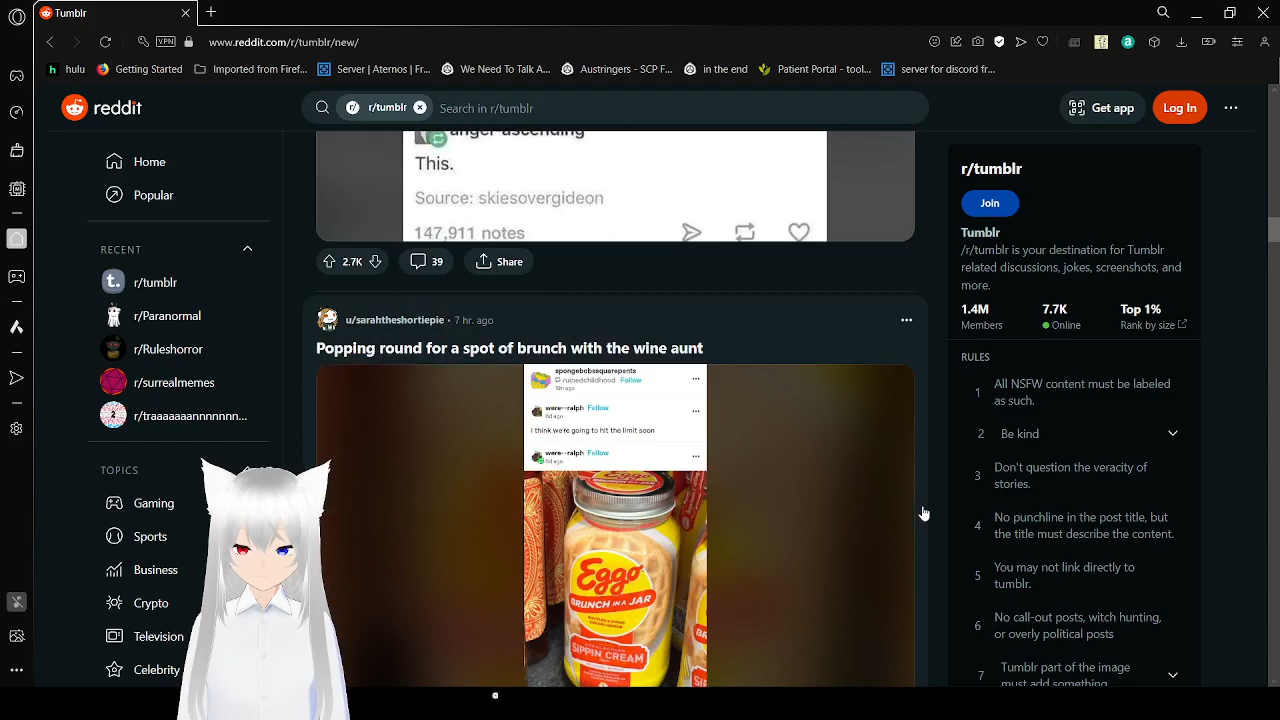 Tumblr
VPN
www.reddit.com/r/tumblr/new/
hulu
Getting Started
Imported from Firef...
Server | Aternos | Fr...
We Need To Talk A...
Austringers - SCP F...
in the end
Patient Portal - tool...
server for discord fr...
reddit
r/ r/tumblr
Search in r/tumblr
Get app
Log In
Home
Popular
RECENT
r/tumblr
r/Paranormal
r/Ruleshorror
r/surrealmemes
r/traaaaaaannnnnnn...
TOPICS
Gaming
Sports
Business
Crypto
Television
Celebrity
anger-ascending
This.
Source: skiesovergideon
147,911 notes
2.7K
39
Share
u/sarahtheshortiepie • 7 hr. ago
Popping round for a spot of brunch with the wine aunt
spongebobssquarepants
ruinedchildhood Follow
19h ago
were--ralph Follow
6d ago
i think we're going to hit the limit soon
were--ralph Follow
6d ago
BRUNCH IN A JAR
Eggo
BRUNCH IN A JAR
WAFFLES & SYRUP
APPALACHIAN
SIPPIN CREAM
r/tumblr
Join
Tumblr
/r/tumblr is your destination for Tumblr
related discussions, jokes, screenshots, and
more.
1.4M
Members
7.7K
Online
Top 1%
Rank by size
RULES
1 All NSFW content must be labeled
as such.
2 Be kind
3 Don't question the veracity of
stories.
4 No punchline in the post title, but
the title must describe the content.
5 You may not link directly to
tumblr.
6 No call-out posts, witch hunting,
or overly political posts
7 Tumblr part of the image
must add something